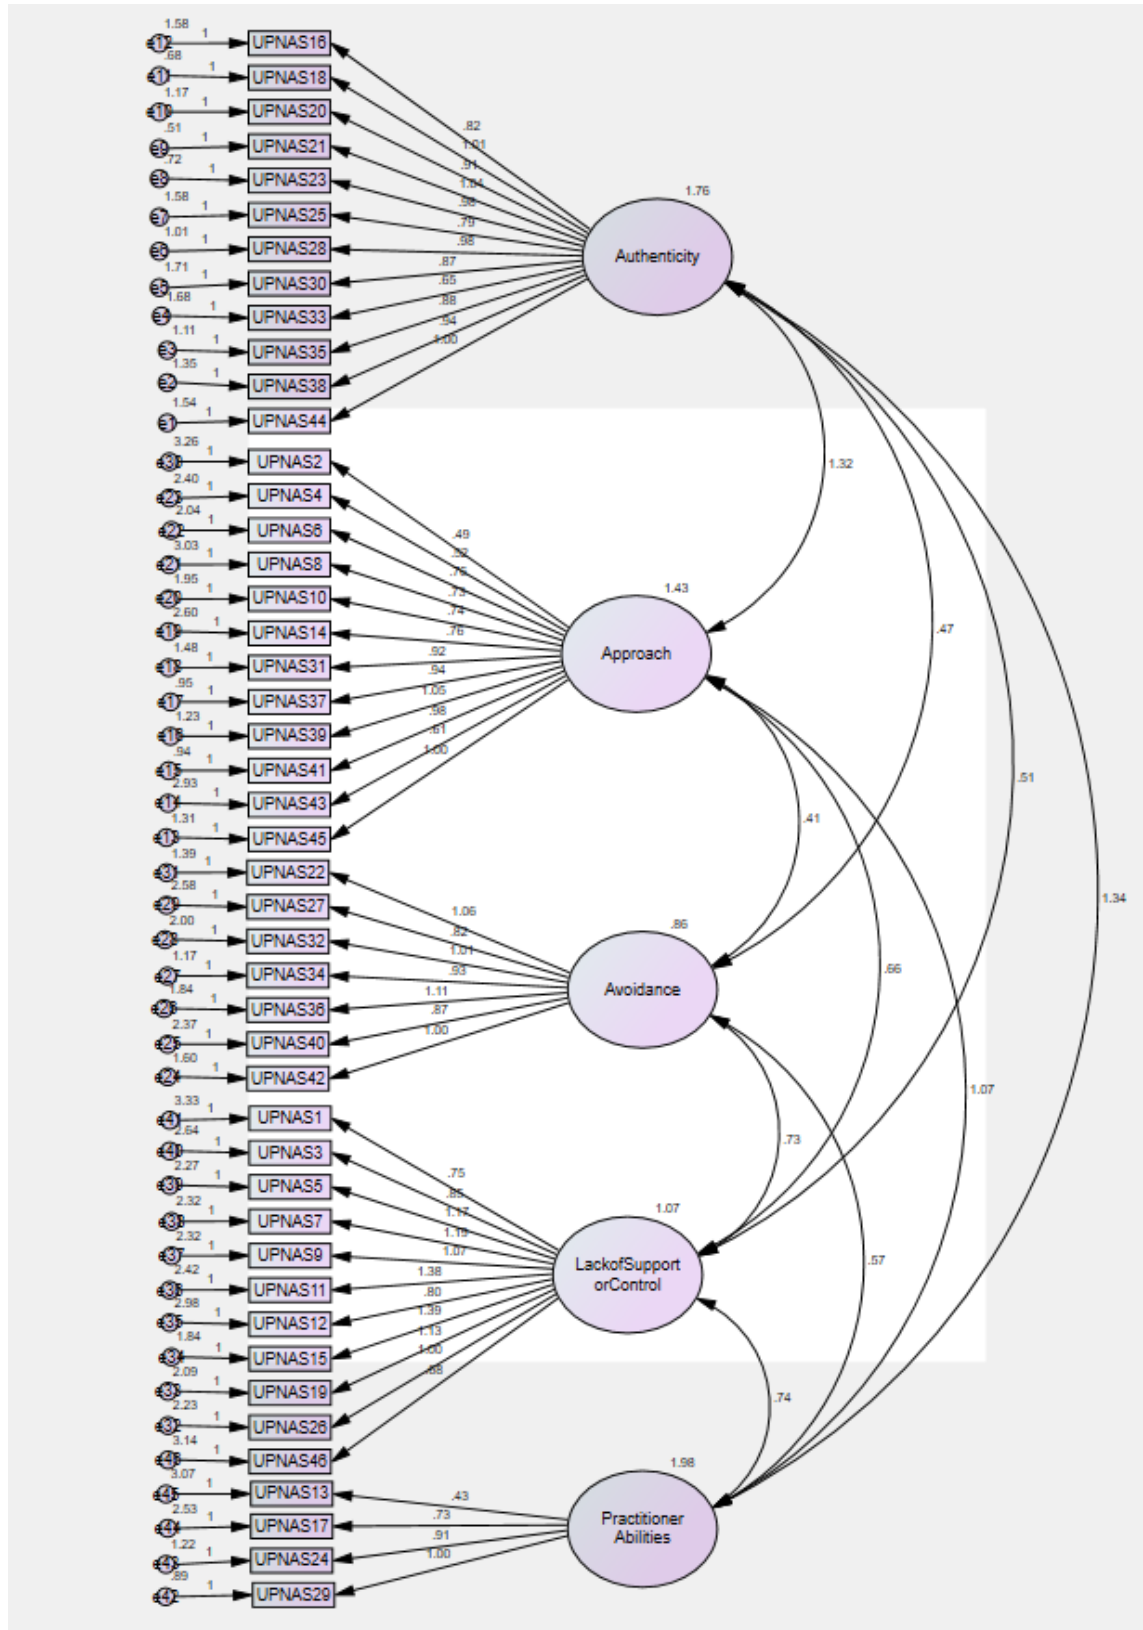 1.58
1
UPNAS16
.68
1
UPNAS18
1.17
1
UPNAS20
.51
1
UPNAS21
.72
1
UPNAS23
1.58
1
UPNAS25
1.01
1
UPNAS28
1.71
1
UPNAS30
1.68
1
UPNAS33
1.11
1
UPNAS35
1.35
1
UPNAS38
1.54
1
UPNAS44
.82
1.01
.91
.98
.79
.98
.87
.65
.88
.94
1.00
1.76
Authenticity
3.26
1
UPNAS2
2.40
1
UPNAS4
2.04
1
UPNAS6
3.03
1
UPNAS8
1.95
1
UPNAS10
2.60
1
UPNAS14
1.48
1
UPNAS31
.95
1
UPNAS37
1.23
1
UPNAS39
.94
1
UPNAS41
2.93
1
UPNAS43
1.31
1
UPNAS45
.49
.75
.73
.74
.76
.92
.94
1.05
.98
.61
1.00
1.43
Approach
1.39
1
UPNAS22
2.58
1
UPNAS27
2.00
1
UPNAS32
1.17
1
UPNAS34
1.84
1
UPNAS36
2.37
1
UPNAS40
1.60
1
UPNAS42
1.06
.82
1.01
.93
1.11
.87
1.00
.86
Avoidance
3.33
1
UPNAS1
2.64
1
UPNAS3
2.27
1
UPNAS5
2.32
1
UPNAS7
2.32
1
UPNAS9
2.42
1
UPNAS11
2.98
1
UPNAS12
1.84
1
UPNAS15
2.09
1
UPNAS19
2.23
1
UPNAS26
3.14
1
UPNAS46
.75
.85
1.17
1.19
1.07
1.38
.80
1.39
1.13
1.00
1.07
LackofSupport
orControl
3.07
1
UPNAS13
2.53
1
UPNAS17
1.22
1
UPNAS24
.89
1
UPNAS29
.43
.73
.91
1.00
1.98
Practitioner
Abilities
1.32
.47
.51
1.34
.41
.66
1.07
.73
.57
.74